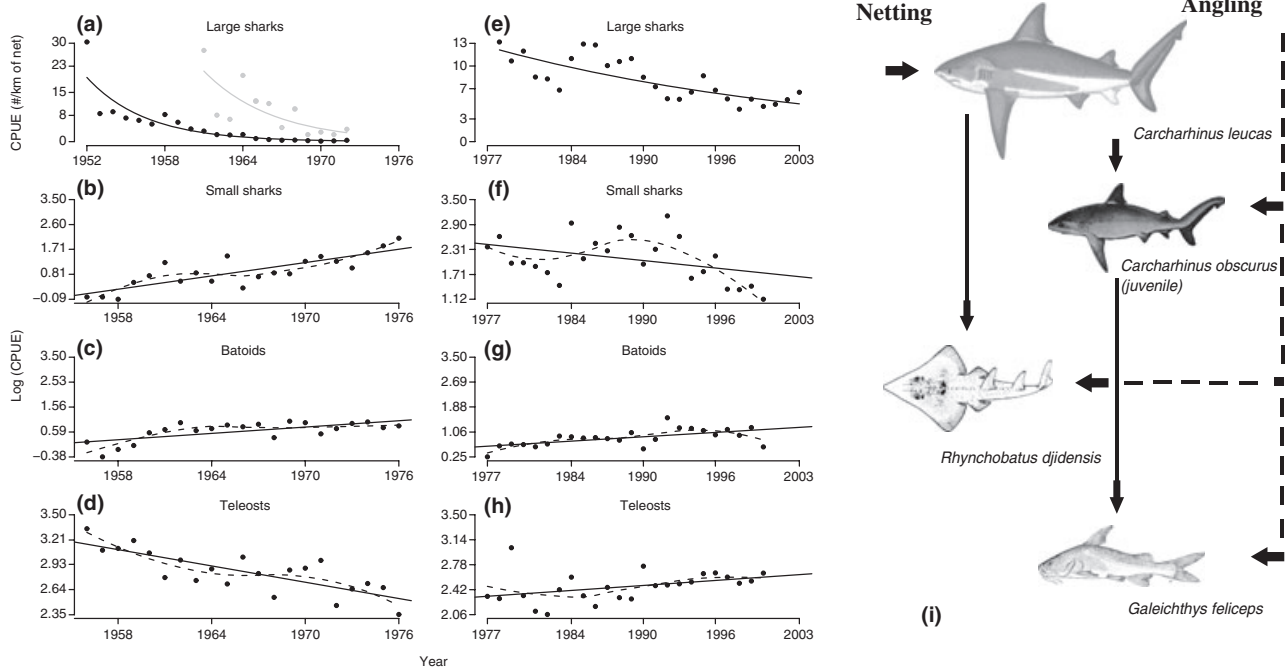 (a)
Large sharks
CPUE (#/km of net)
30
23
15
8
0
1952
1958
1964
1970
1976
(b)
Small sharks
3.50
2.60
1.71
0.81
−0.09
1958
1964
1970
1976
Log (CPUE)
(c)
Batoids
3.50
2.53
1.56
0.59
−0.38
1958
1964
1970
1976
(d)
Teleosts
3.50
3.21
2.93
2.64
2.35
1958
1964
1970
1976
(e)
Large sharks
13
10
7
3
0
1977
1984
1990
1996
2003
(f)
Small sharks
3.50
2.90
2.31
1.71
1.12
1977
1984
1990
1996
2003
(g)
Batoids
3.50
2.69
1.88
1.06
0.25
1977
1984
1990
1996
2003
(h)
Teleosts
3.50
3.14
2.78
2.42
2.06
1977
1984
1990
1996
2003
Year
Netting
Angling
Carcharhinus leucas
Carcharhinus obscurus
(juvenile)
Rhynchobatus djidensis
Galeichthys feliceps
(i)